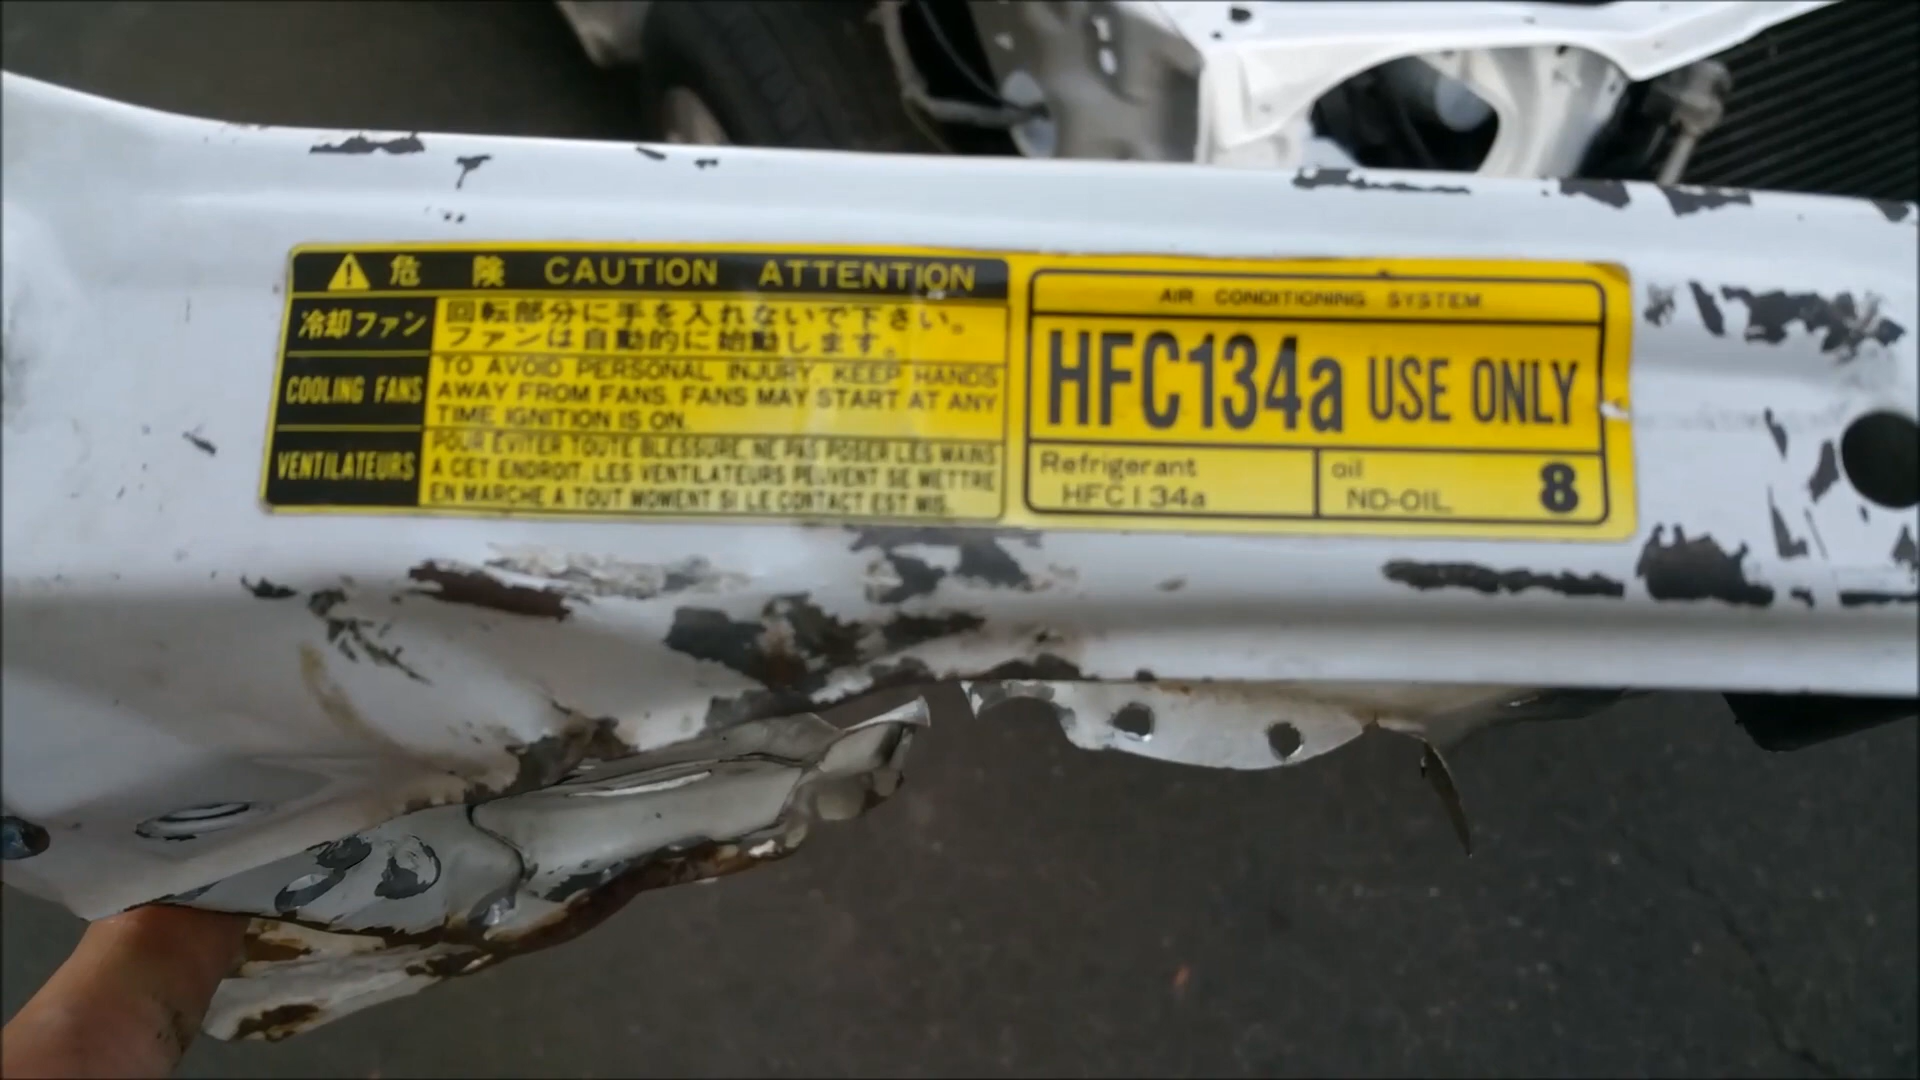 危 険 CAUTION ATTENTION
冷却ファン
回転部分に手を入れないで下さい。
ファンは自動的に始動します。
COOLING FANS
TO AVOID PERSONAL INJURY, KEEP HANDS
AWAY FROM FANS. FANS MAY START AT ANY
TIME IGNITION IS ON.
VENTILATEURS
POUR EVITER TOUTE BLESSURE, NE PAS POSER LES MAINS
A CET ENDROIT. LES VENTILATEURS PEUVENT SE METTRE
EN MARCHE A TOUT MOMENT SI LE CONTACT EST MIS.
AIR CONDITIONING SYSTEM
HFC134a USE ONLY
Refrigerant
HFC134a
oil
ND-OIL 8